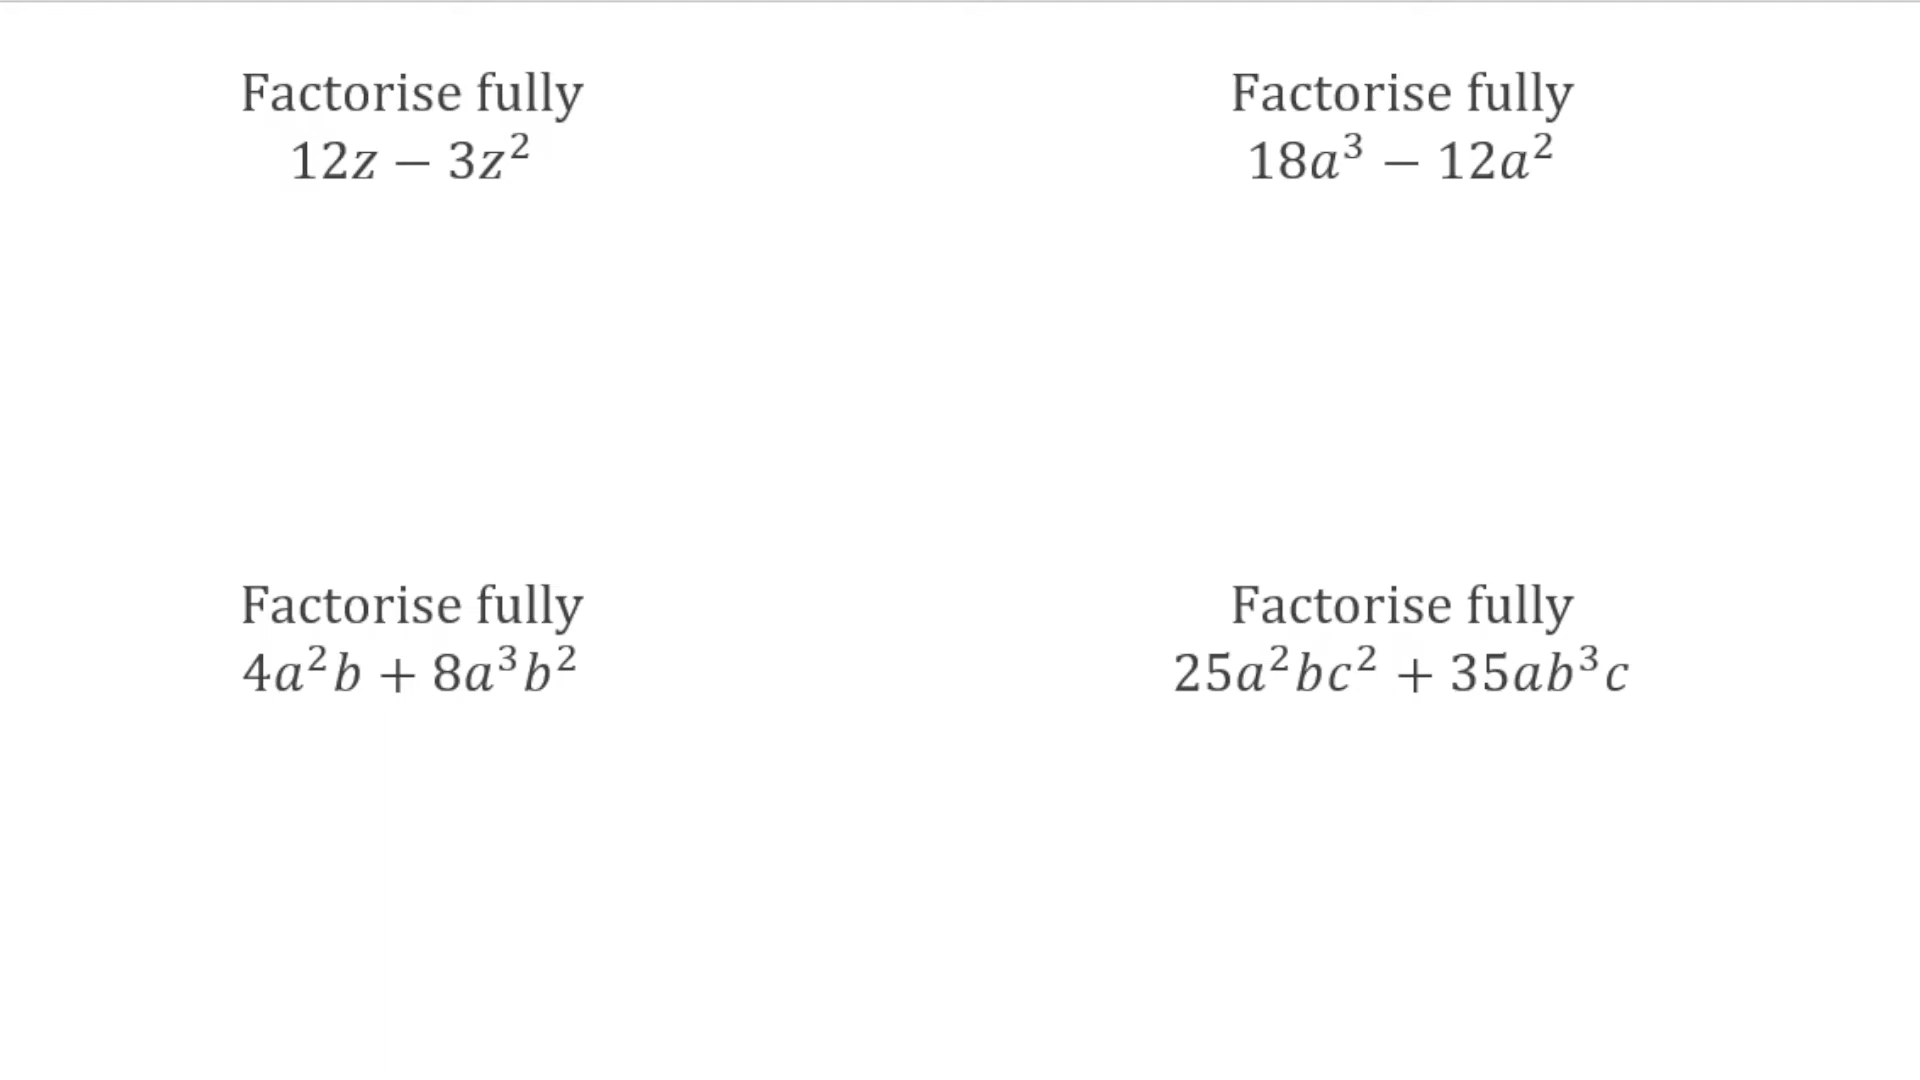 Factorise fully
12z − 3z²
Factorise fully
18a³ − 12a²
Factorise fully
4a²b + 8a³b²
Factorise fully
25a²bc² + 35ab³c